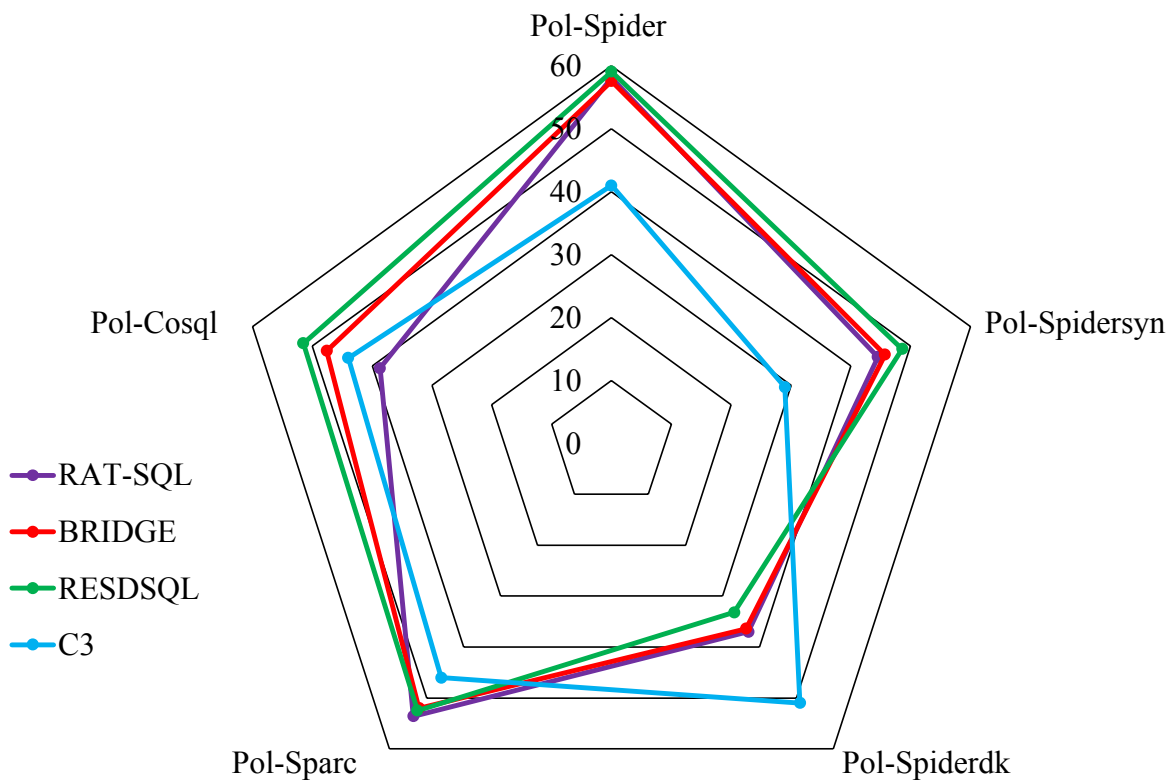 Pol-Spider
60
50
40
30
20
10
0
Pol-Cosql
Pol-Spidersyn
RAT-SQL
BRIDGE
RESDSQL
C3
Pol-Sparc
Pol-Spiderdk